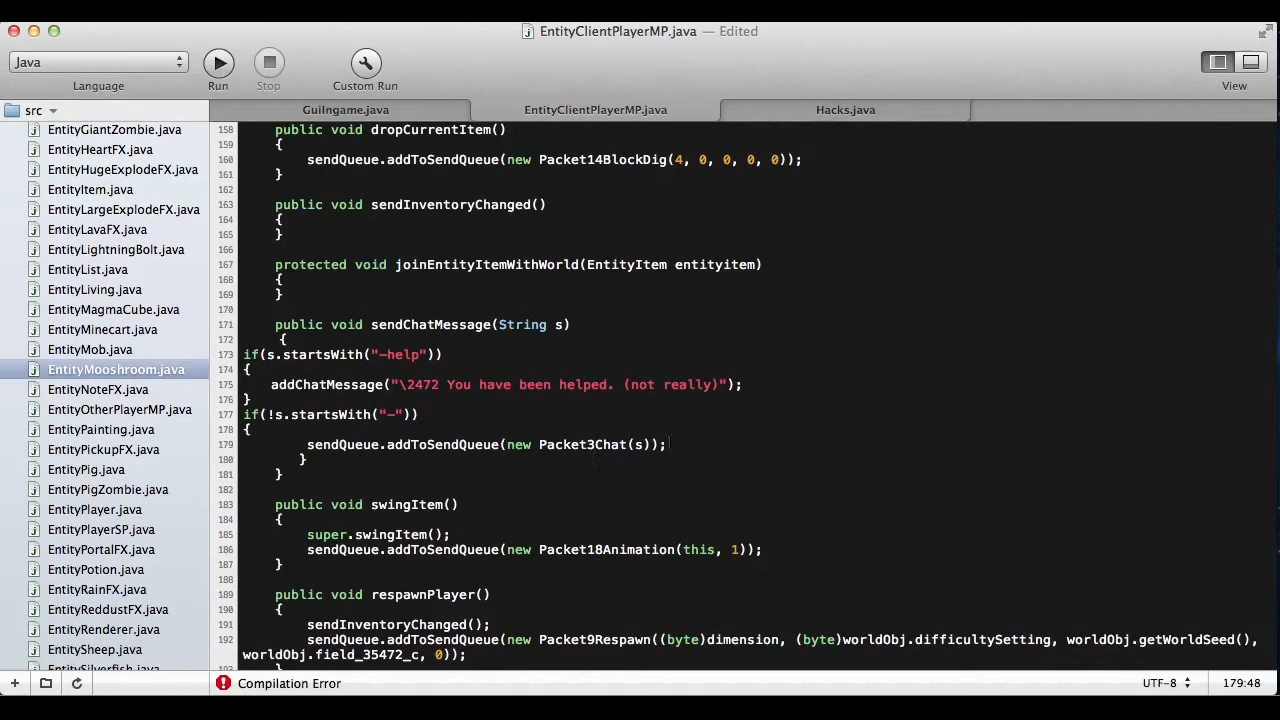 EntityClientPlayerMP.java — Edited
Java
Language
Run
Stop
Custom Run
View
src
GuiIngame.java
EntityClientPlayerMP.java
Hacks.java
EntityGiantZombie.java
EntityHeartFX.java
EntityHugeExplodeFX.java
EntityItem.java
EntityLargeExplodeFX.java
EntityLavaFX.java
EntityLightningBolt.java
EntityList.java
EntityLiving.java
EntityMagmaCube.java
EntityMinecart.java
EntityMob.java
EntityMooshroom.java
EntityNoteFX.java
EntityOtherPlayerMP.java
EntityPainting.java
EntityPickupFX.java
EntityPig.java
EntityPigZombie.java
EntityPlayer.java
EntityPlayerSP.java
EntityPortalFX.java
EntityPotion.java
EntityRainFX.java
EntityReddustFX.java
EntityRenderer.java
EntitySheep.java
EntitySilverfish.java
158 public void dropCurrentItem()
159 {
160 sendQueue.addToSendQueue(new Packet14BlockDig(4, 0, 0, 0, 0));
161 }
162
163 public void sendInventoryChanged()
164 {
165 }
166
167 protected void joinEntityItemWithWorld(EntityItem entityitem)
168 {
169 }
170
171 public void sendChatMessage(String s)
172 {
173 if(s.startsWith("-help"))
174 {
175 addChatMessage("\2472 You have been helped. (not really)");
176 }
177 if(!s.startsWith("-"))
178 {
179 sendQueue.addToSendQueue(new Packet3Chat(s));
180 }
181 }
182
183 public void swingItem()
184 {
185 super.swingItem();
186 sendQueue.addToSendQueue(new Packet18Animation(this, 1));
187 }
188
189 public void respawnPlayer()
190 {
191 sendInventoryChanged();
192 sendQueue.addToSendQueue(new Packet9Respawn((byte)dimension, (byte)worldObj.difficultySetting, worldObj.getWorldSeed(),
worldObj.field_35472_c, 0));
193 }
Compilation Error
UTF-8
179:48